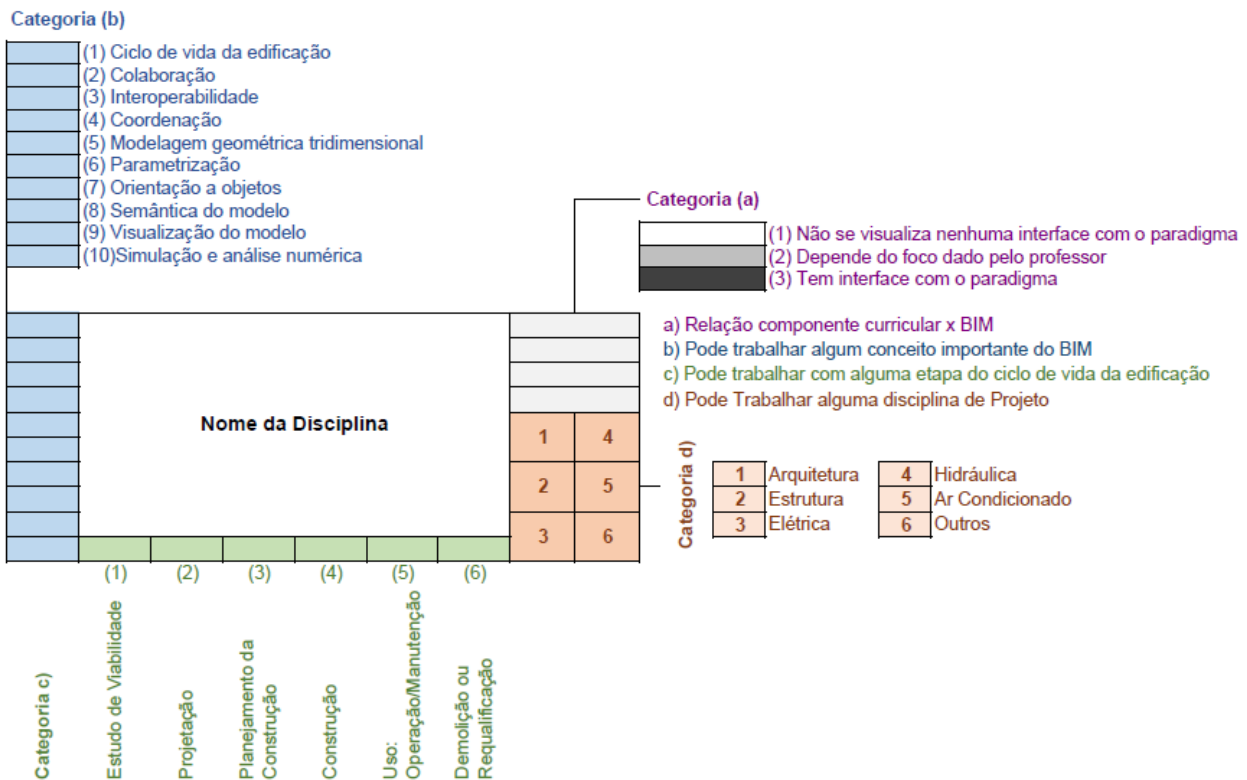 Categoria (b)
(1) Ciclo de vida da edificação
(2) Colaboração
(3) Interoperabilidade
(4) Coordenação
(5) Modelagem geométrica tridimensional
(6) Parametrização
(7) Orientação a objetos
(8) Semântica do modelo
(9) Visualização do modelo
(10)Simulação e análise numérica
Categoria (a)
(1) Não se visualiza nenhuma interface com o paradigma
(2) Depende do foco dado pelo professor
(3) Tem interface com o paradigma
a) Relação componente curricular x BIM
b) Pode trabalhar algum conceito importante do BIM
c) Pode trabalhar com alguma etapa do ciclo de vida da edificação
d) Pode Trabalhar alguma disciplina de Projeto
Nome da Disciplina
1 4
2 5
3 6
Categoria d)
1 Arquitetura 4 Hidráulica
2 Estrutura 5 Ar Condicionado
3 Elétrica 6 Outros
(1) (2) (3) (4) (5) (6)
Categoria c)
Estudo de Viabilidade
Projetação
Planejamento da
Construção
Construção
Uso:
Operação/Manutenção
Demolição ou
Requalificação